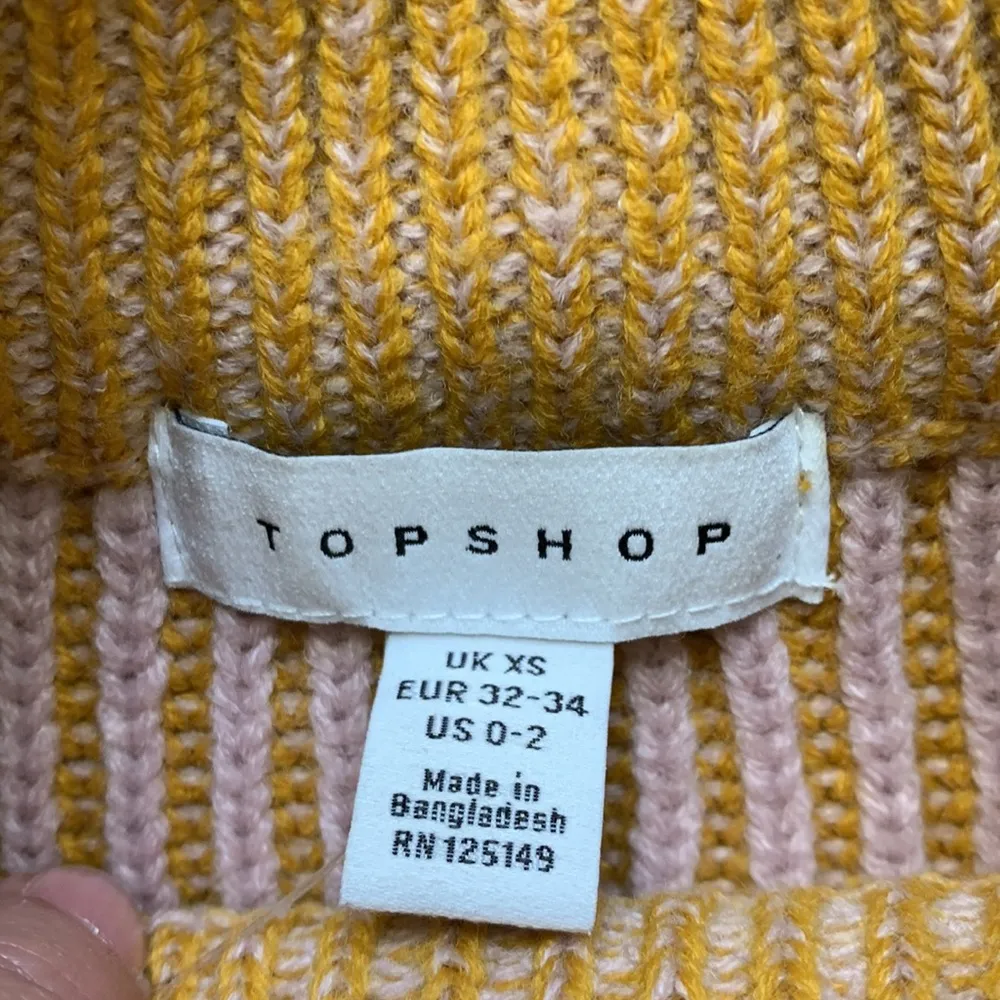 TOPSHOP
UK XS
EUR 32-34
US 0-2
Made in
Bangladesh
RN 125149